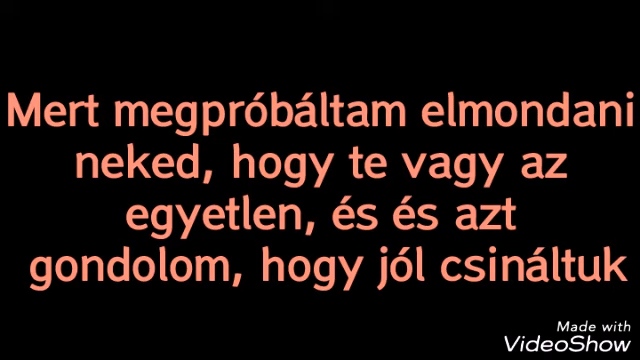 Mert megpróbáltam elmondani
neked, hogy te vagy az
egyetlen, és és azt
gondolom, hogy jól csináltuk
Made with
VideoShow